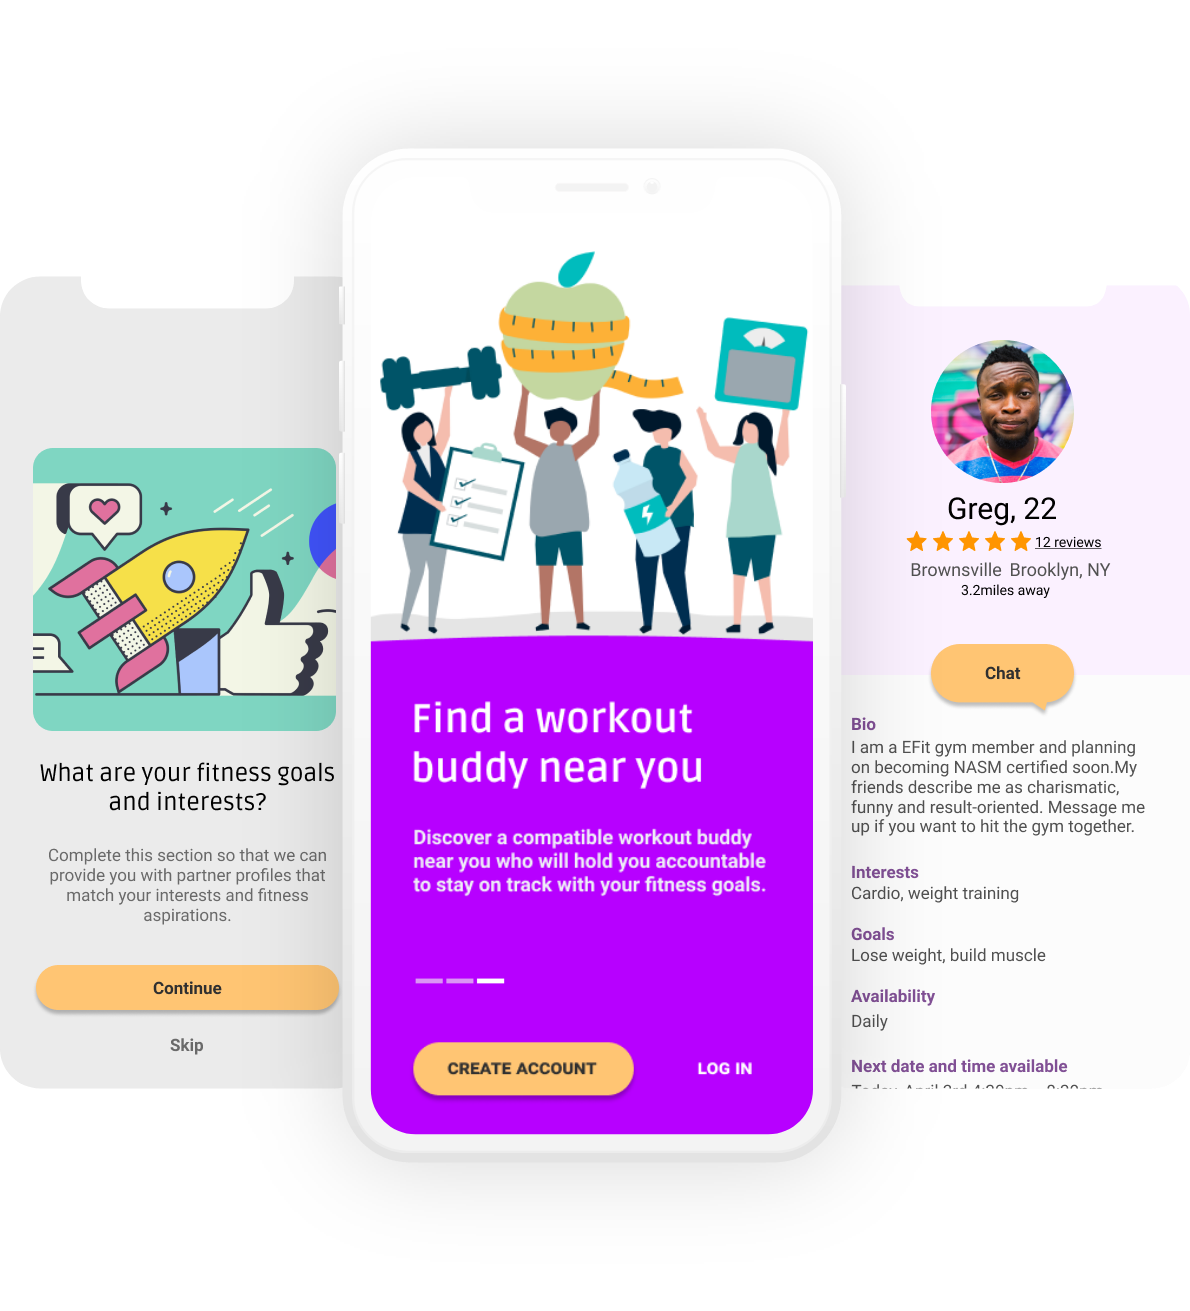 What are your fitness goals
and interests?
Complete this section so that we can
provide you with partner profiles that
match your interests and fitness
aspirations.
Continue
Skip
Find a workout
buddy near you
Discover a compatible workout buddy
near you who will hold you accountable
to stay on track with your fitness goals.
CREATE ACCOUNT
LOG IN
Greg, 22
12 reviews
Brownsville Brooklyn, NY
3.2miles away
Chat
Bio
I am a EFit gym member and planning
on becoming NASM certified soon.My
friends describe me as charismatic,
funny and result-oriented. Message me
up if you want to hit the gym together.
Interests
Cardio, weight training
Goals
Lose weight, build muscle
Availability
Daily
Next date and time available
Today, April 3rd